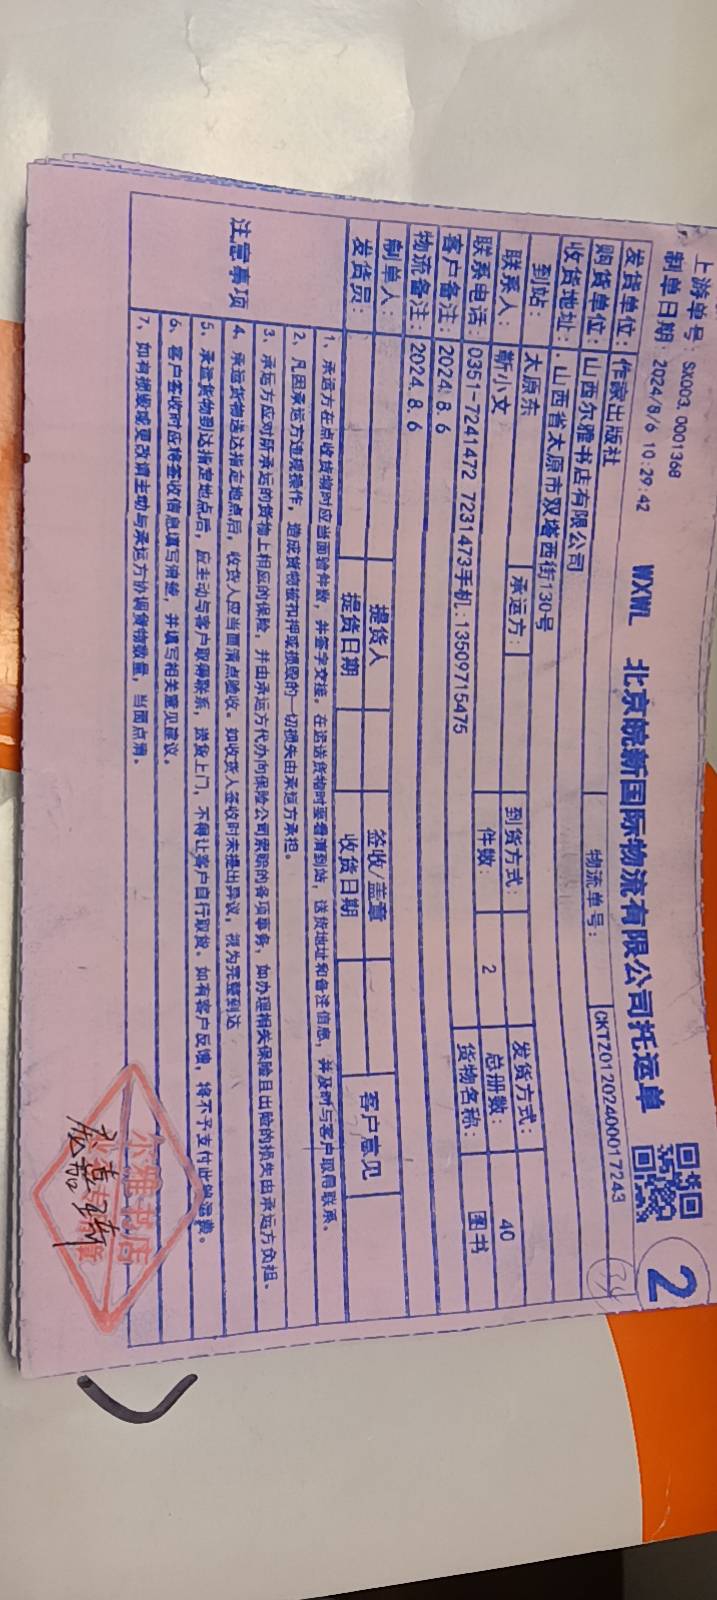 上游单号：SX003.0001368
制单日期：2024/8/6 10:29:42
WXWL 北京皖新国际物流有限公司托运单
2
发货单位：作家出版社 物流单号：CKTZ01202400017243
购货单位：山西尔雅书店有限公司
收货地址：.山西省太原市双塔西街130号
到站：太原东 承运方： 到货方式： 发货方式：
联系人：靳小文 件数：2 总册数：40
联系电话：0351-7241472 7231473手机:13509715475 货物名称：图书
客户备注：2024.8.6
物流备注：2024.8.6
制单人： 提货人 签收/盖章 客户意见
发货员： 提货日期 收货日期
注意事项
1、承运方在点收货物时应当面验件数，并签字交接。在运送货物时要看清到站，送货地址和备注信息，并及时与客户取得联系。
2、凡因承运方违规操作，造成货物被扣押或损毁的一切损失由承运方承担。
3、承运方应对所承运的货物上相应的保险，并由承运方代办向保险公司索赔的各项事务，如办理相关保险且出险的损失由承运方负担。
4、承运货物送达指定地点后，收货人应当面清点验收。如收货人签收时未提出异议，视为完整到达
5、承运货物到达指定地点后，应主动与客户取得联系，送货上门，不得让客户自行取货。如有客户反馈，将不予支付此单运费。
6、客户签收时应将签收信息填写清楚，并填写相关意见建议。
7、如有损毁或更改请主动与承运方协调货物数量，当面点清。
尔雅书店